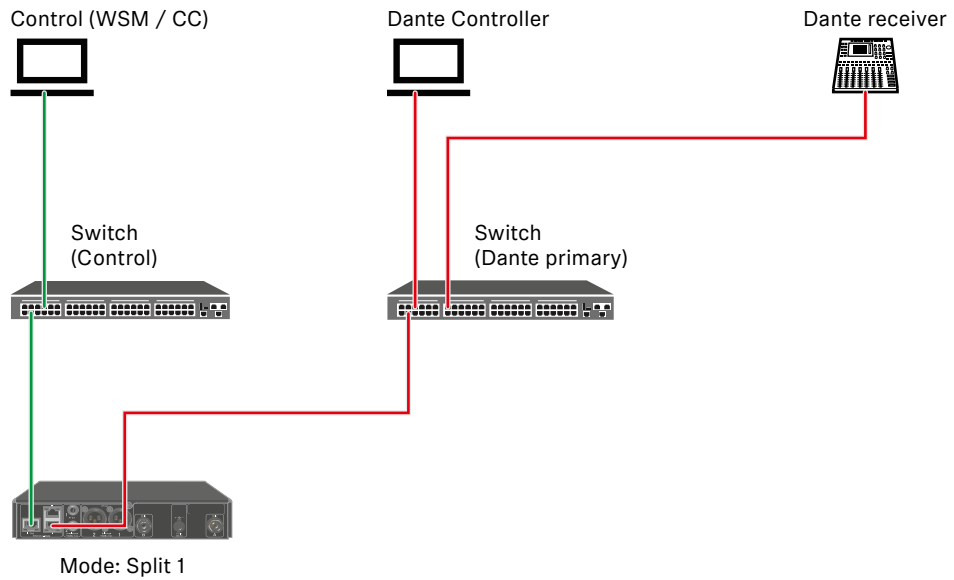 Control (WSM / CC)
Dante Controller
Dante receiver
Switch
(Control)
Switch
(Dante primary)
Mode: Split 1